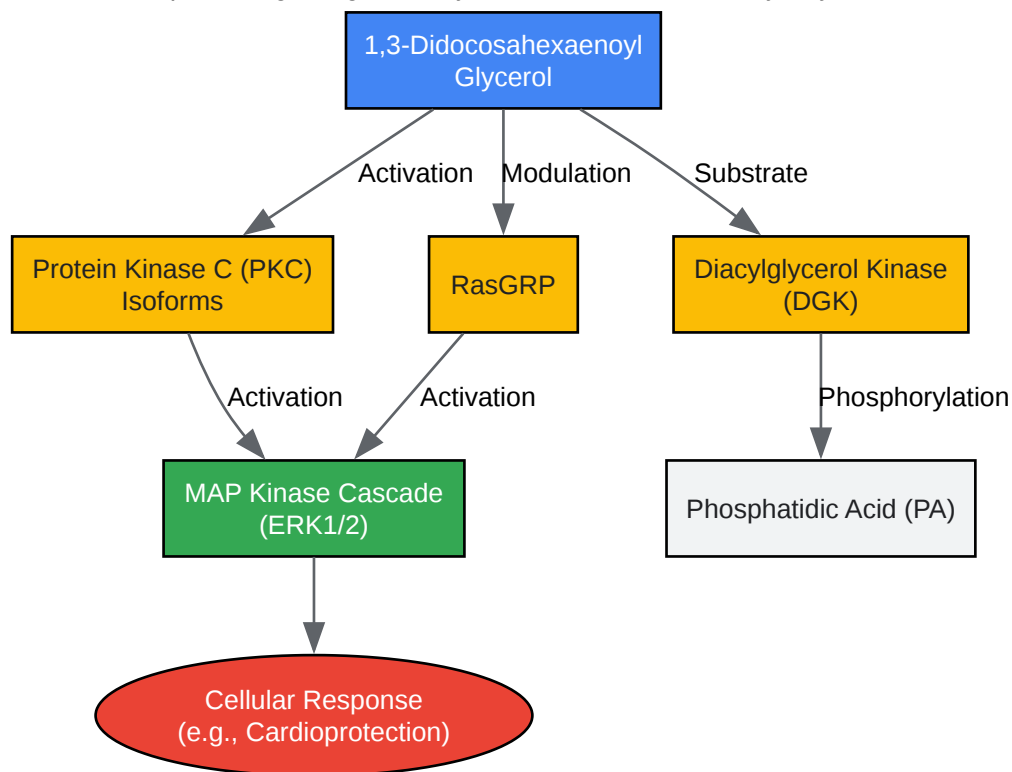 1,3-Didocosahexaenoyl
Glycerol
Activation
Modulation
Substrate
Protein Kinase C (PKC)
Isoforms
RasGRP
Diacylglycerol Kinase
(DGK)
Activation
Activation
Phosphorylation
MAP Kinase Cascade
(ERK1/2)
Phosphatidic Acid (PA)
Cellular Response
(e.g., Cardioprotection)